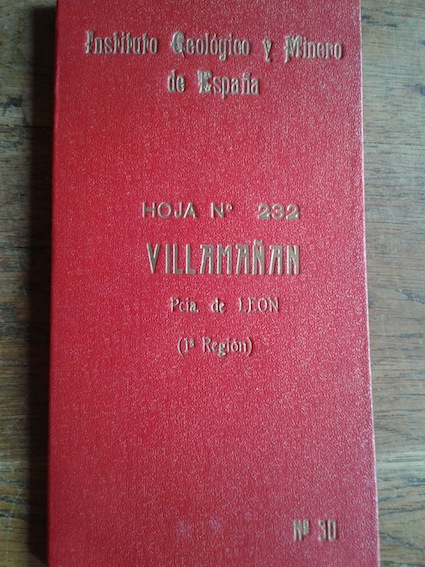 Instituto Geológico y Minero
de España
HOJA Nº 232
VILLAMAÑAN
Pcia. de LEON
(1ª Región)
Nº 30